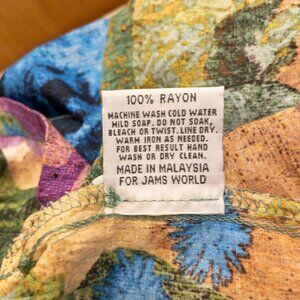 100% RAYON
MACHINE WASH COLD WATER
MILD SOAP. DO NOT SOAK,
BLEACH OR TWIST. LINE DRY.
WARM IRON AS NEEDED.
FOR BEST RESULT HAND
WASH OR DRY CLEAN.
MADE IN MALAYSIA
FOR JAMS WORLD